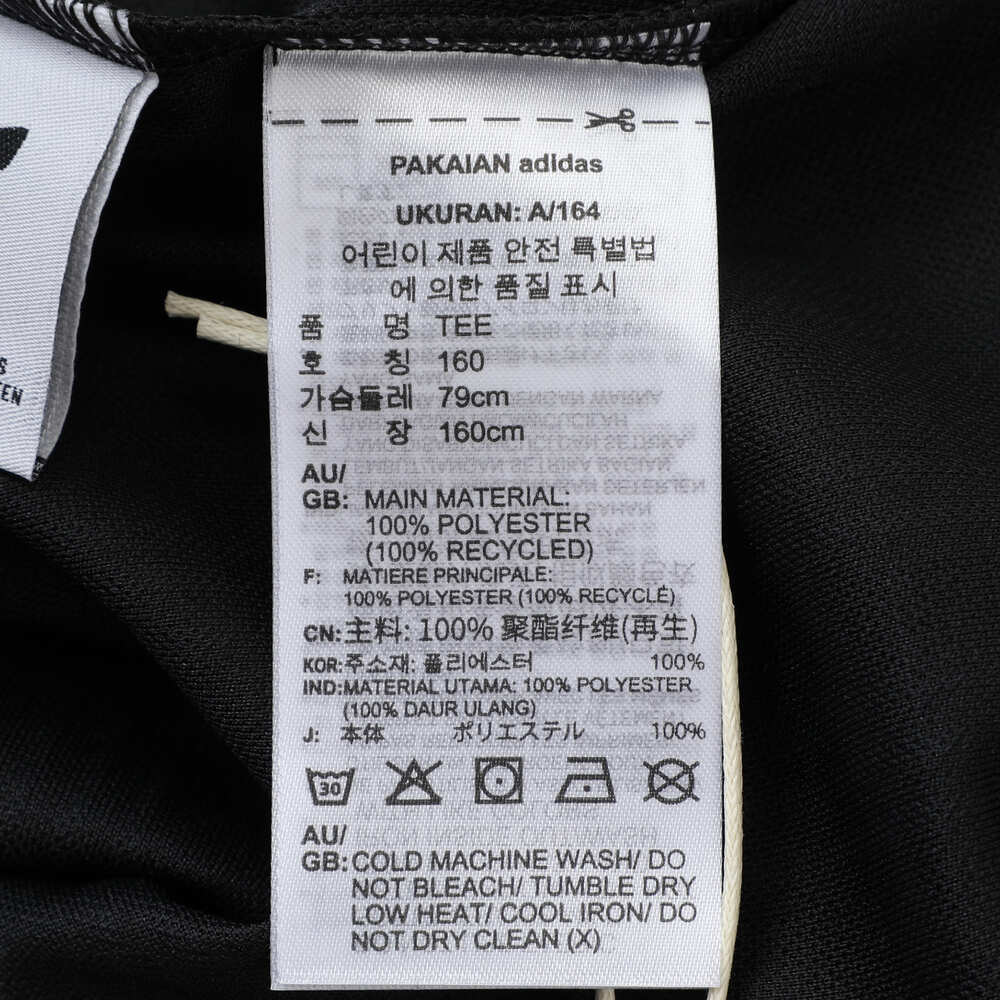 PAKAIAN adidas
UKURAN: A/164
어린이 제품 안전 특별법
에 의한 품질 표시
품 명 TEE
호 칭 160
가슴둘레 79cm
신 장 160cm
AU/
GB: MAIN MATERIAL:
100% POLYESTER
(100% RECYCLED)
F: MATIERE PRINCIPALE:
100% POLYESTER (100% RECYCLÉ)
CN: 主料: 100% 聚酯纤维(再生)
KOR: 주소재: 폴리에스터 100%
IND: MATERIAL UTAMA: 100% POLYESTER
(100% DAUR ULANG)
J: 本体 ポリエステル 100%
30
AU/
GB: COLD MACHINE WASH/ DO
NOT BLEACH/ TUMBLE DRY
LOW HEAT/ COOL IRON/ DO
NOT DRY CLEAN (X)